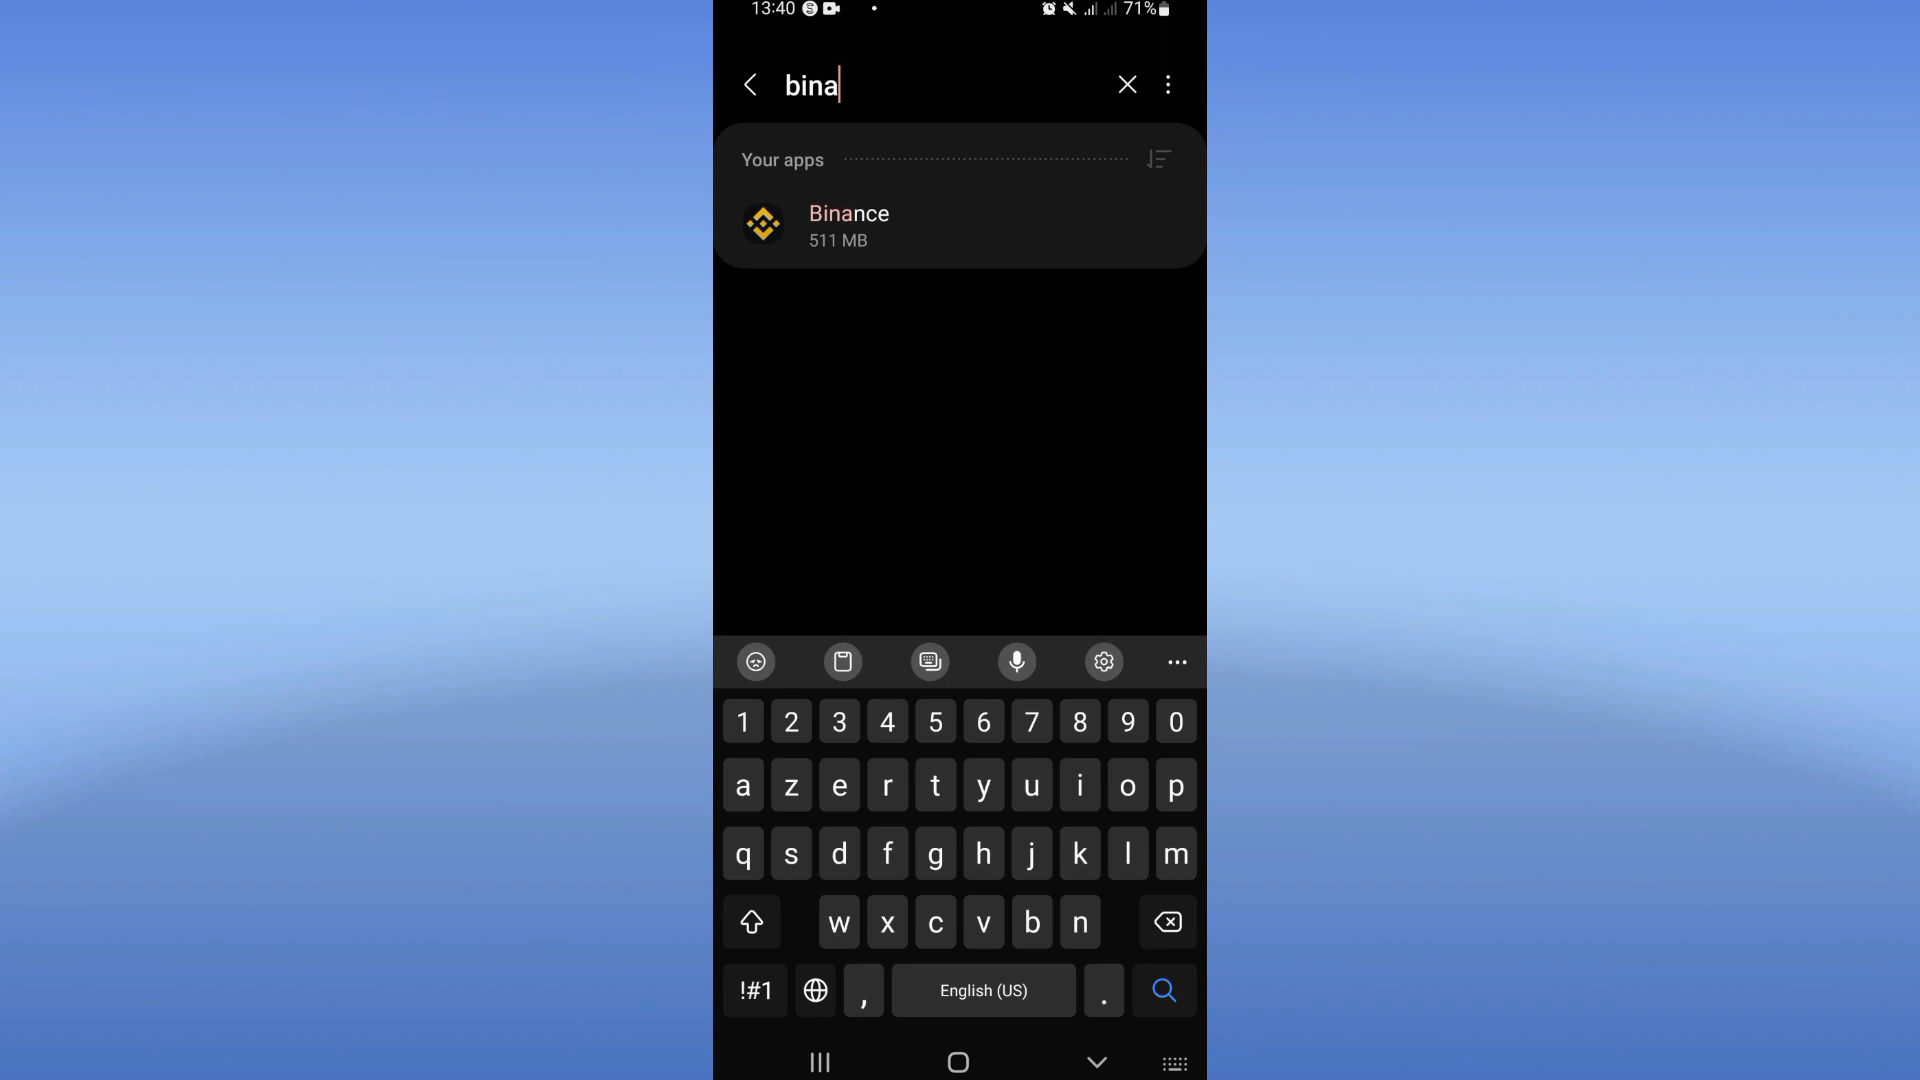 13:40 71%
bina
Your apps
Binance
511 MB
1 2 3 4 5 6 7 8 9 0
a z e r t y u i o p
q s d f g h j k l m
w x c v b n
!#1 , English (US) .